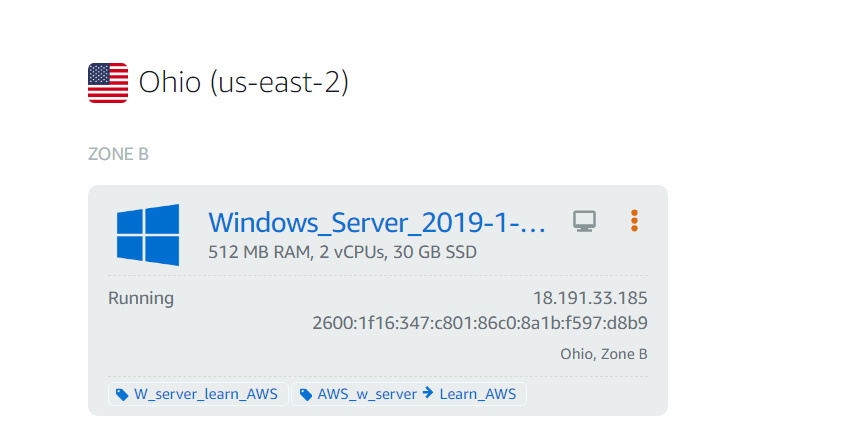 Ohio (us-east-2)
ZONE B
Windows_Server_2019-1-...
512 MB RAM, 2 vCPUs, 30 GB SSD
Running 18.191.33.185
2600:1f16:347:c801:86c0:8a1b:f597:d8b9
Ohio, Zone B
W_server_learn_AWS AWS_w_server → Learn_AWS